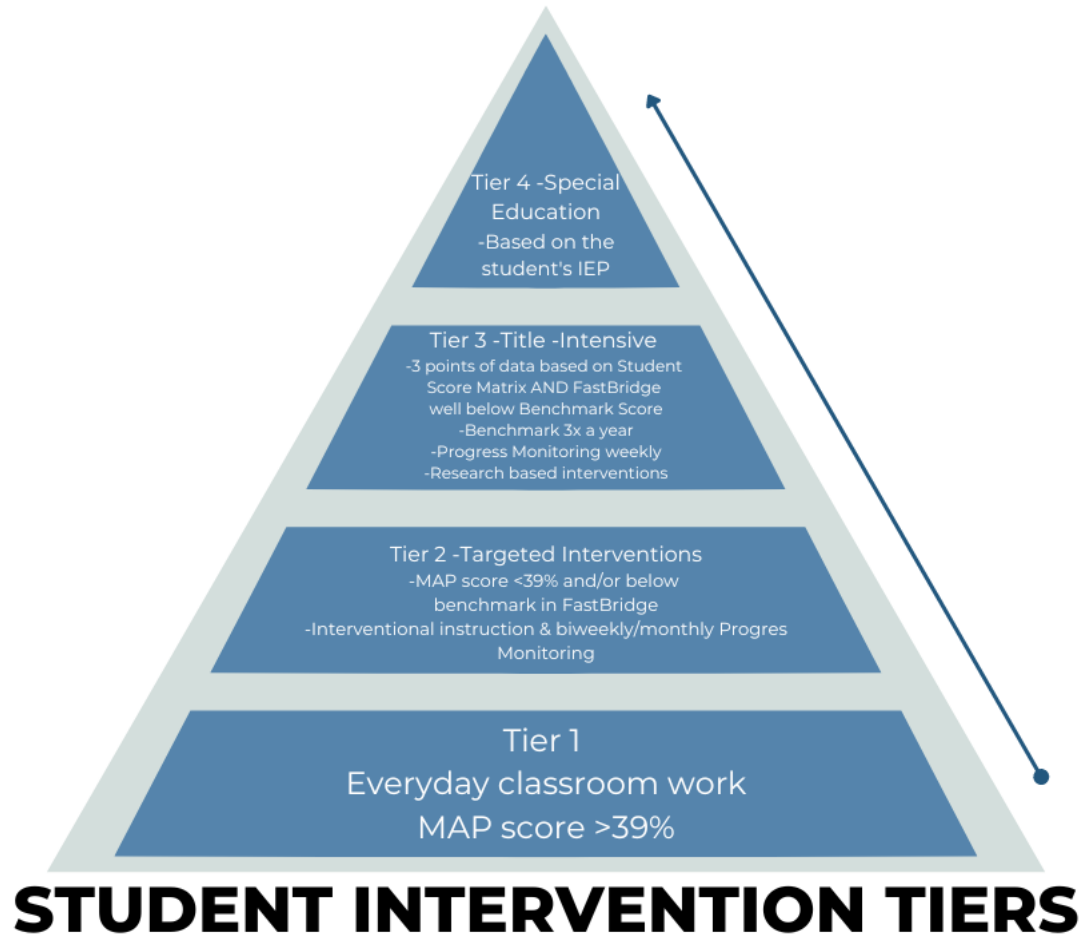 Tier 4 -Special
Education
-Based on the
student's IEP
Tier 3 -Title -Intensive
-3 points of data based on Student
Score Matrix AND FastBridge
well below Benchmark Score
-Benchmark 3x a year
-Progress Monitoring weekly
-Research based interventions
Tier 2 -Targeted Interventions
-MAP score <39% and/or below
benchmark in FastBridge
-Interventional instruction & biweekly/monthly Progres
Monitoring
Tier 1
Everyday classroom work
MAP score >39%
STUDENT INTERVENTION TIERS